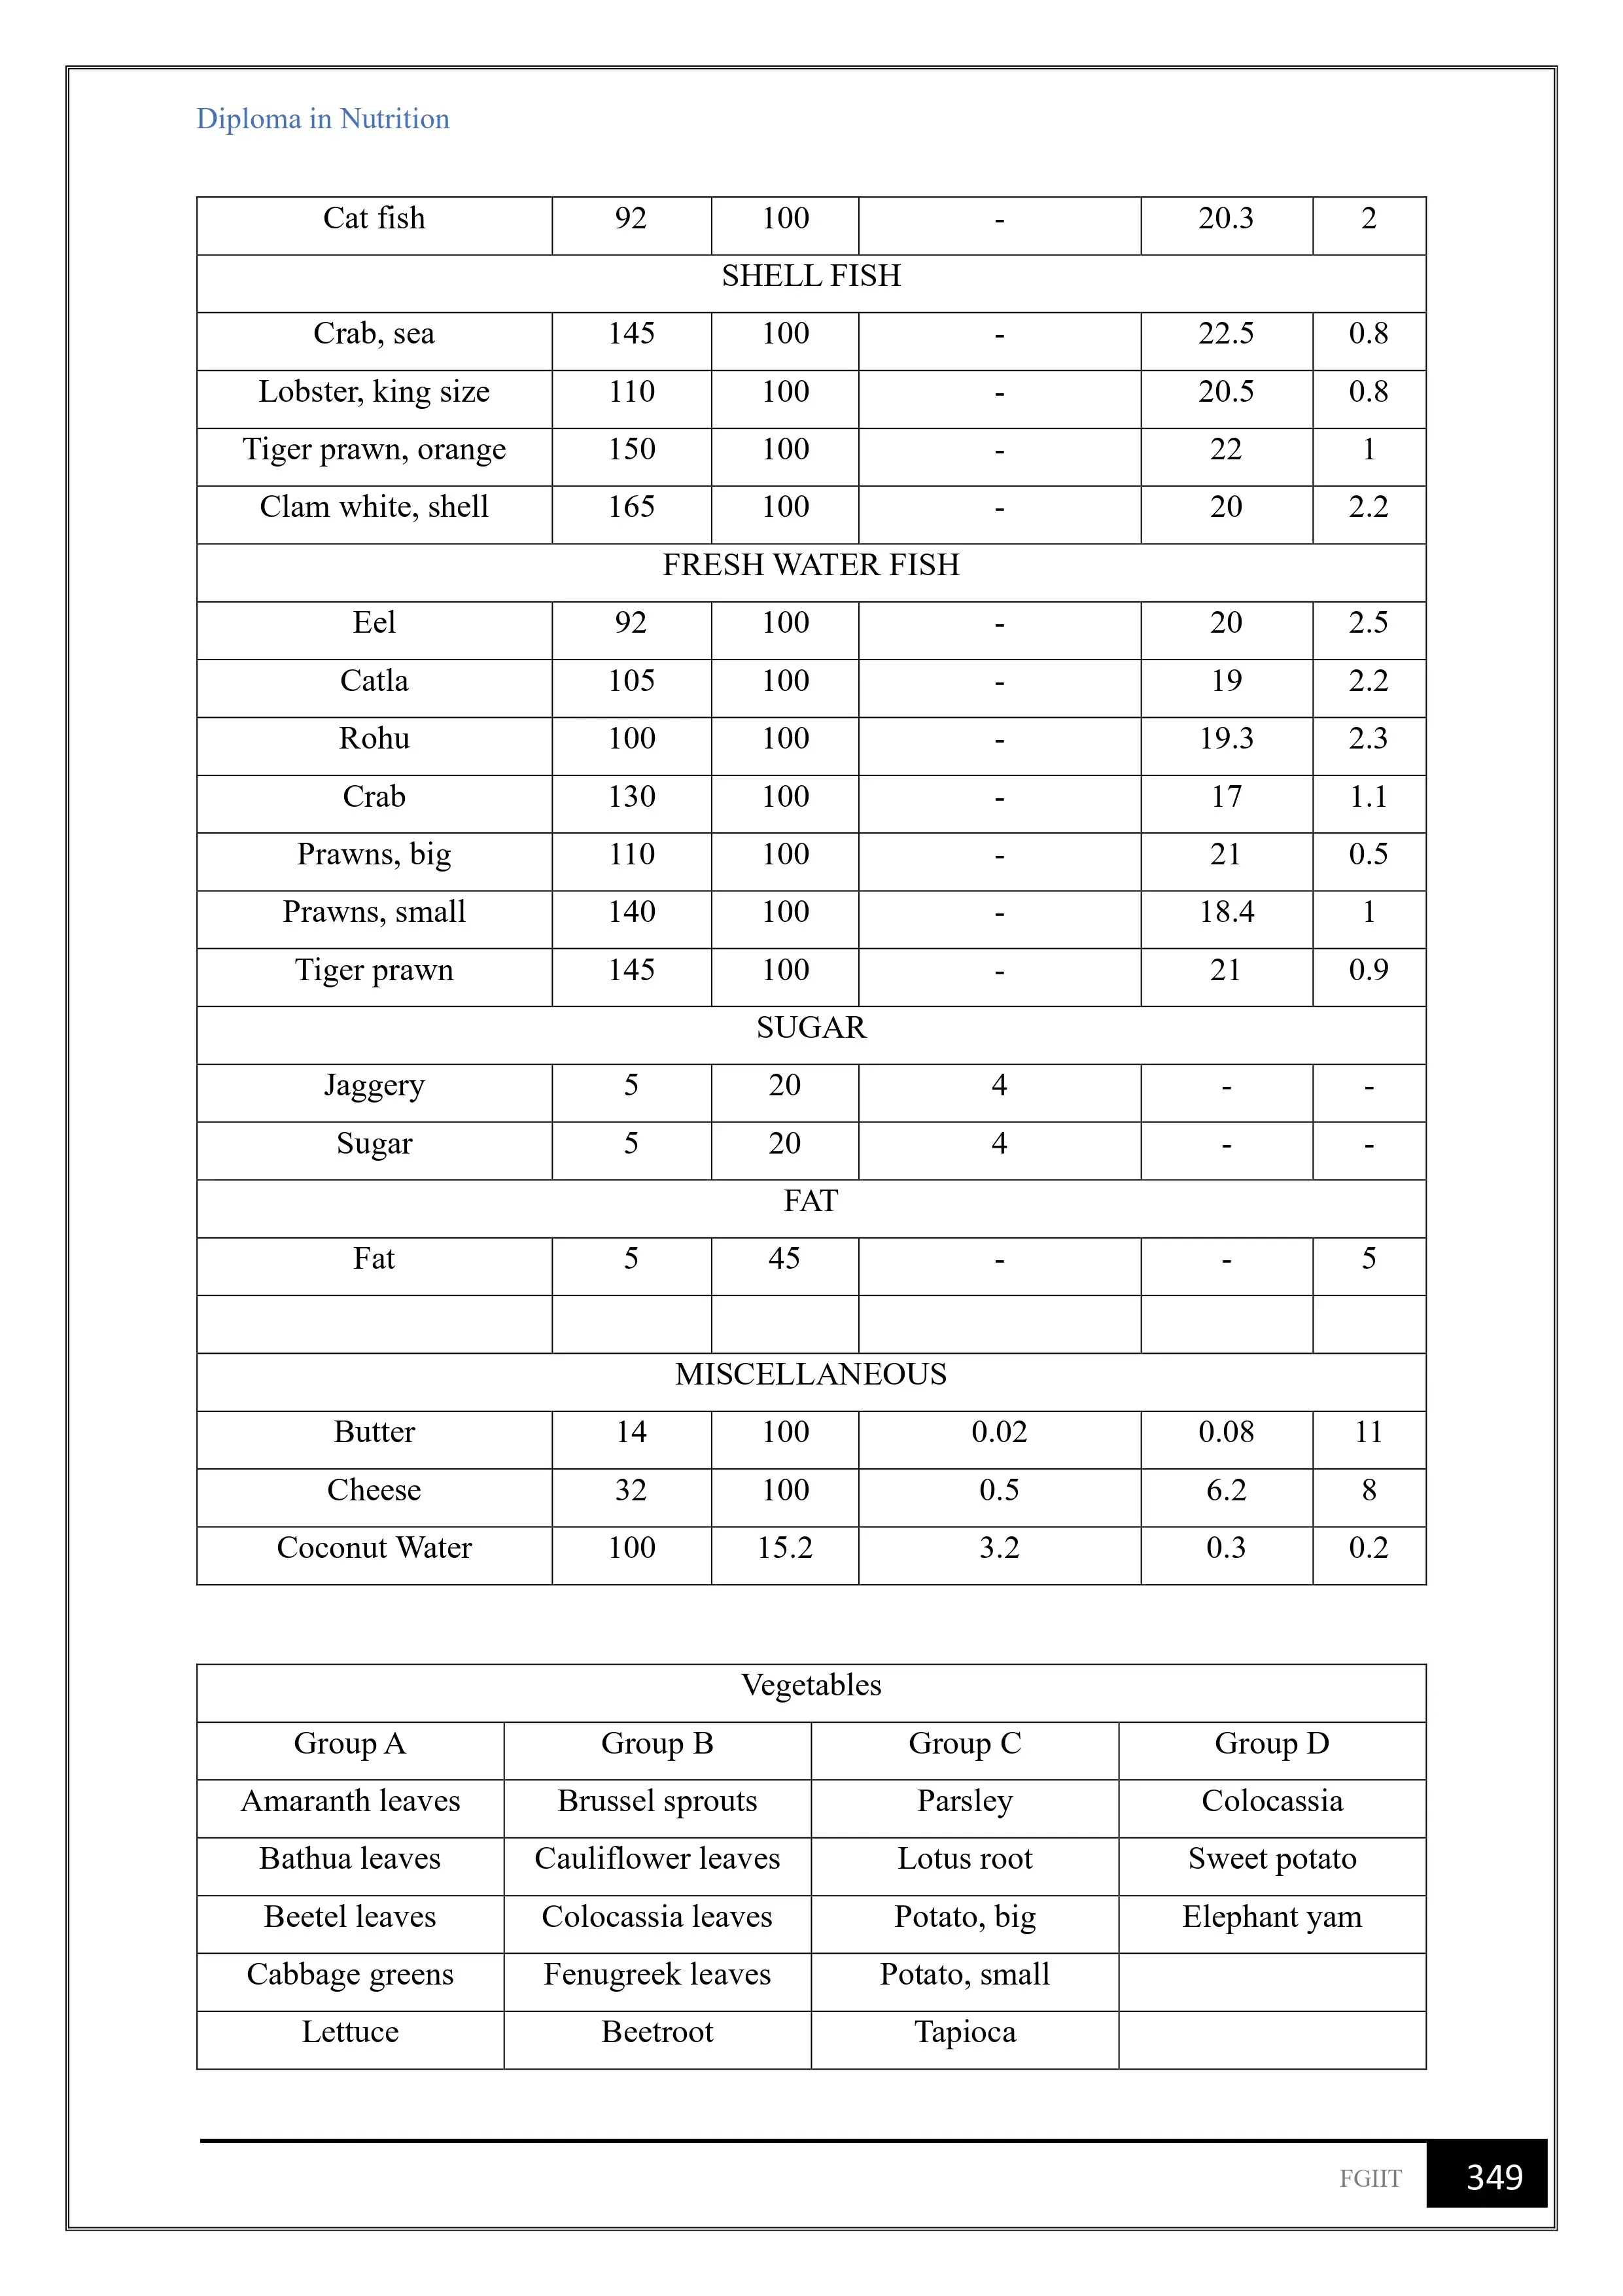 Diploma in Nutrition
Cat fish 92 100 - 20.3 2
SHELL FISH
Crab, sea 145 100 - 22.5 0.8
Lobster, king size 110 100 - 20.5 0.8
Tiger prawn, orange 150 100 - 22 1
Clam white, shell 165 100 - 20 2.2
FRESH WATER FISH
Eel 92 100 - 20 2.5
Catla 105 100 - 19 2.2
Rohu 100 100 - 19.3 2.3
Crab 130 100 - 17 1.1
Prawns, big 110 100 - 21 0.5
Prawns, small 140 100 - 18.4 1
Tiger prawn 145 100 - 21 0.9
SUGAR
Jaggery 5 20 4 - -
Sugar 5 20 4 - -
FAT
Fat 5 45 - - 5
MISCELLANEOUS
Butter 14 100 0.02 0.08 11
Cheese 32 100 0.5 6.2 8
Coconut Water 100 15.2 3.2 0.3 0.2
Vegetables
Group A Group B Group C Group D
Amaranth leaves Brussel sprouts Parsley Colocassia
Bathua leaves Cauliflower leaves Lotus root Sweet potato
Beetel leaves Colocassia leaves Potato, big Elephant yam
Cabbage greens Fenugreek leaves Potato, small
Lettuce Beetroot Tapioca
FGIIT 349